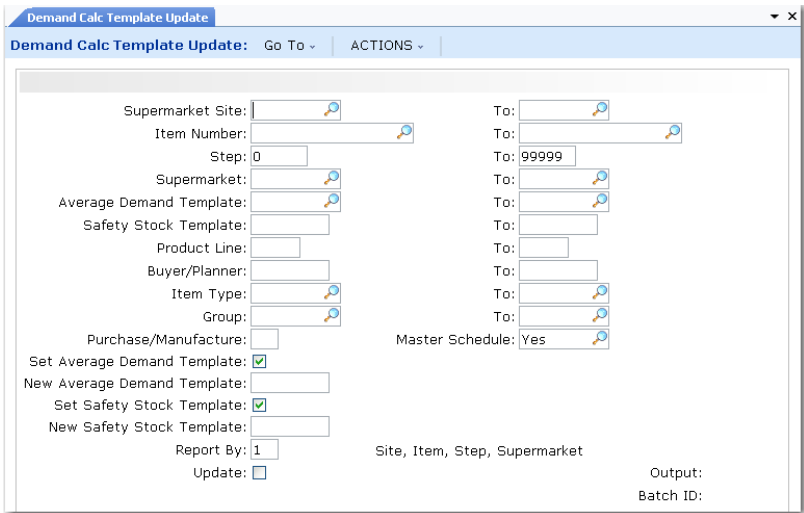 Demand Calc Template Update
Demand Calc Template Update: Go To ACTIONS
Supermarket Site: To:
Item Number: To:
Step: 0 To: 99999
Supermarket: To:
Average Demand Template: To:
Safety Stock Template: To:
Product Line: To:
Buyer/Planner: To:
Item Type: To:
Group: To:
Purchase/Manufacture: Master Schedule: Yes
Set Average Demand Template:
New Average Demand Template:
Set Safety Stock Template:
New Safety Stock Template:
Report By: 1 Site, Item, Step, Supermarket
Update: Output:
Batch ID: